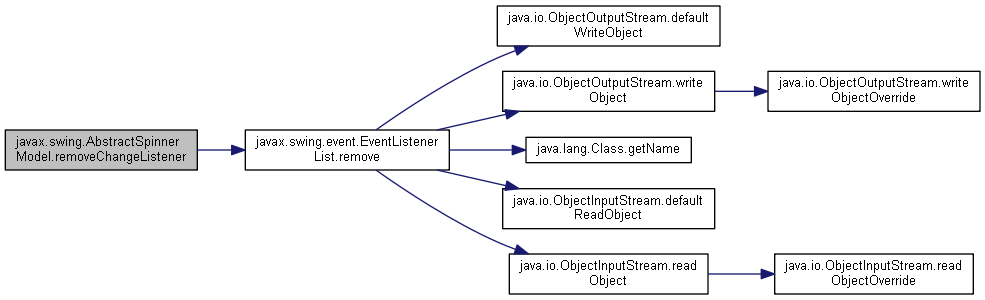 javax.swing.AbstractSpinner
Model.removeChangeListener
javax.swing.event.EventListener
List.remove
java.io.ObjectOutputStream.default
WriteObject
java.io.ObjectOutputStream.write
Object
java.io.ObjectOutputStream.write
ObjectOverride
java.lang.Class.getName
java.io.ObjectInputStream.default
ReadObject
java.io.ObjectInputStream.read
Object
java.io.ObjectInputStream.read
ObjectOverride